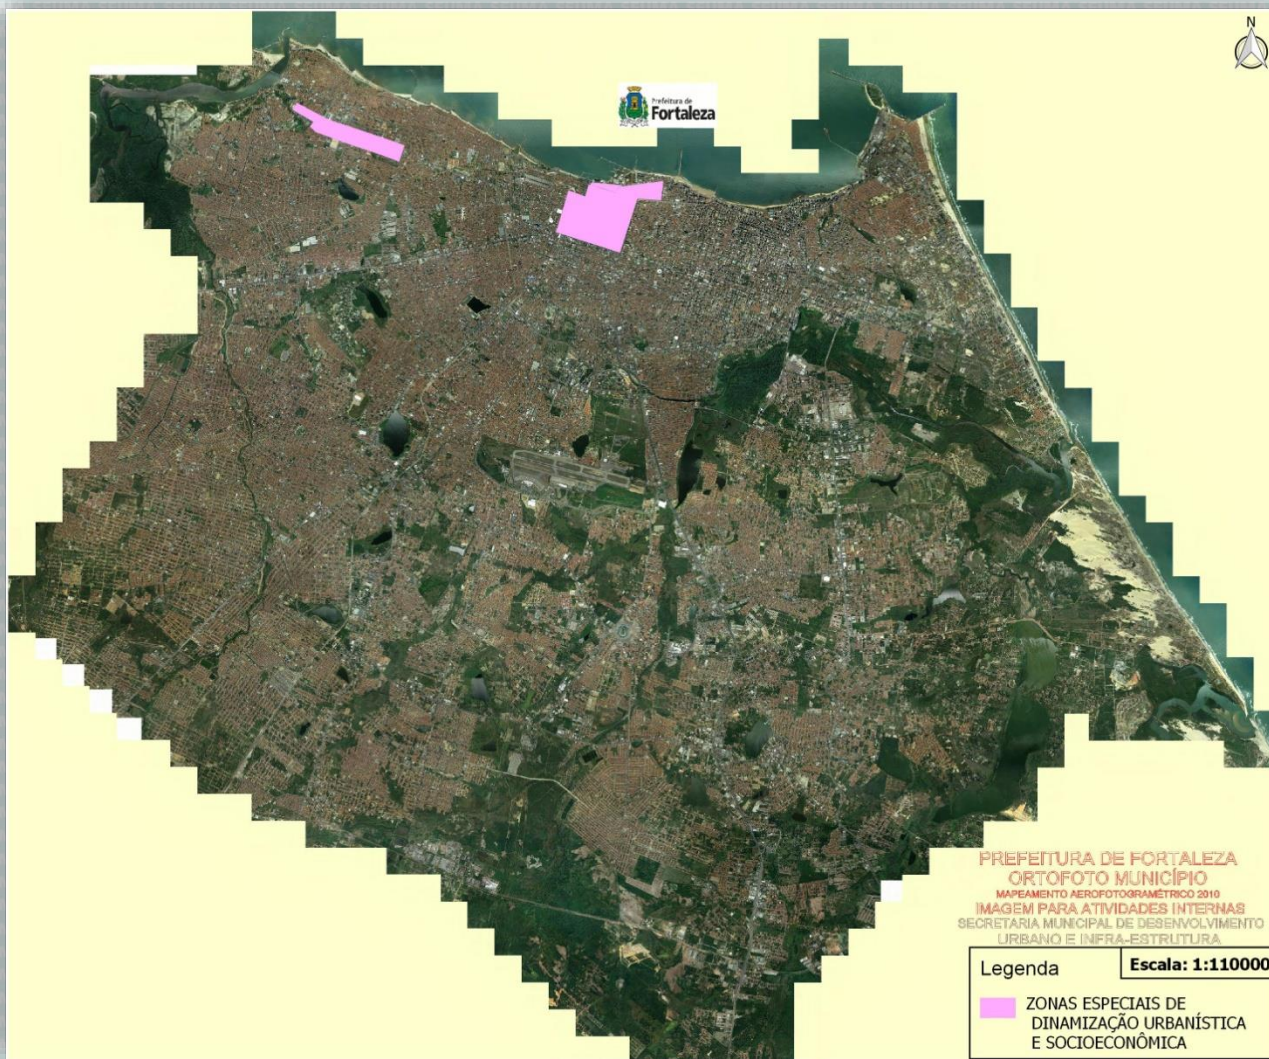 N
Prefeitura de
Fortaleza
PREFEITURA DE FORTALEZA
ORTOFOTO MUNICÍPIO
MAPEAMENTO AEROFOTOGRAMÉTRICO 2010
IMAGEM PARA ATIVIDADES INTERNAS
SECRETARIA MUNICIPAL DE DESENVOLVIMENTO
URBANO E INFRA-ESTRUTURA
Legenda
Escala: 1:110000
ZONAS ESPECIAIS DE
DINAMIZAÇÃO URBANÍSTICA
E SOCIOECONÔMICA